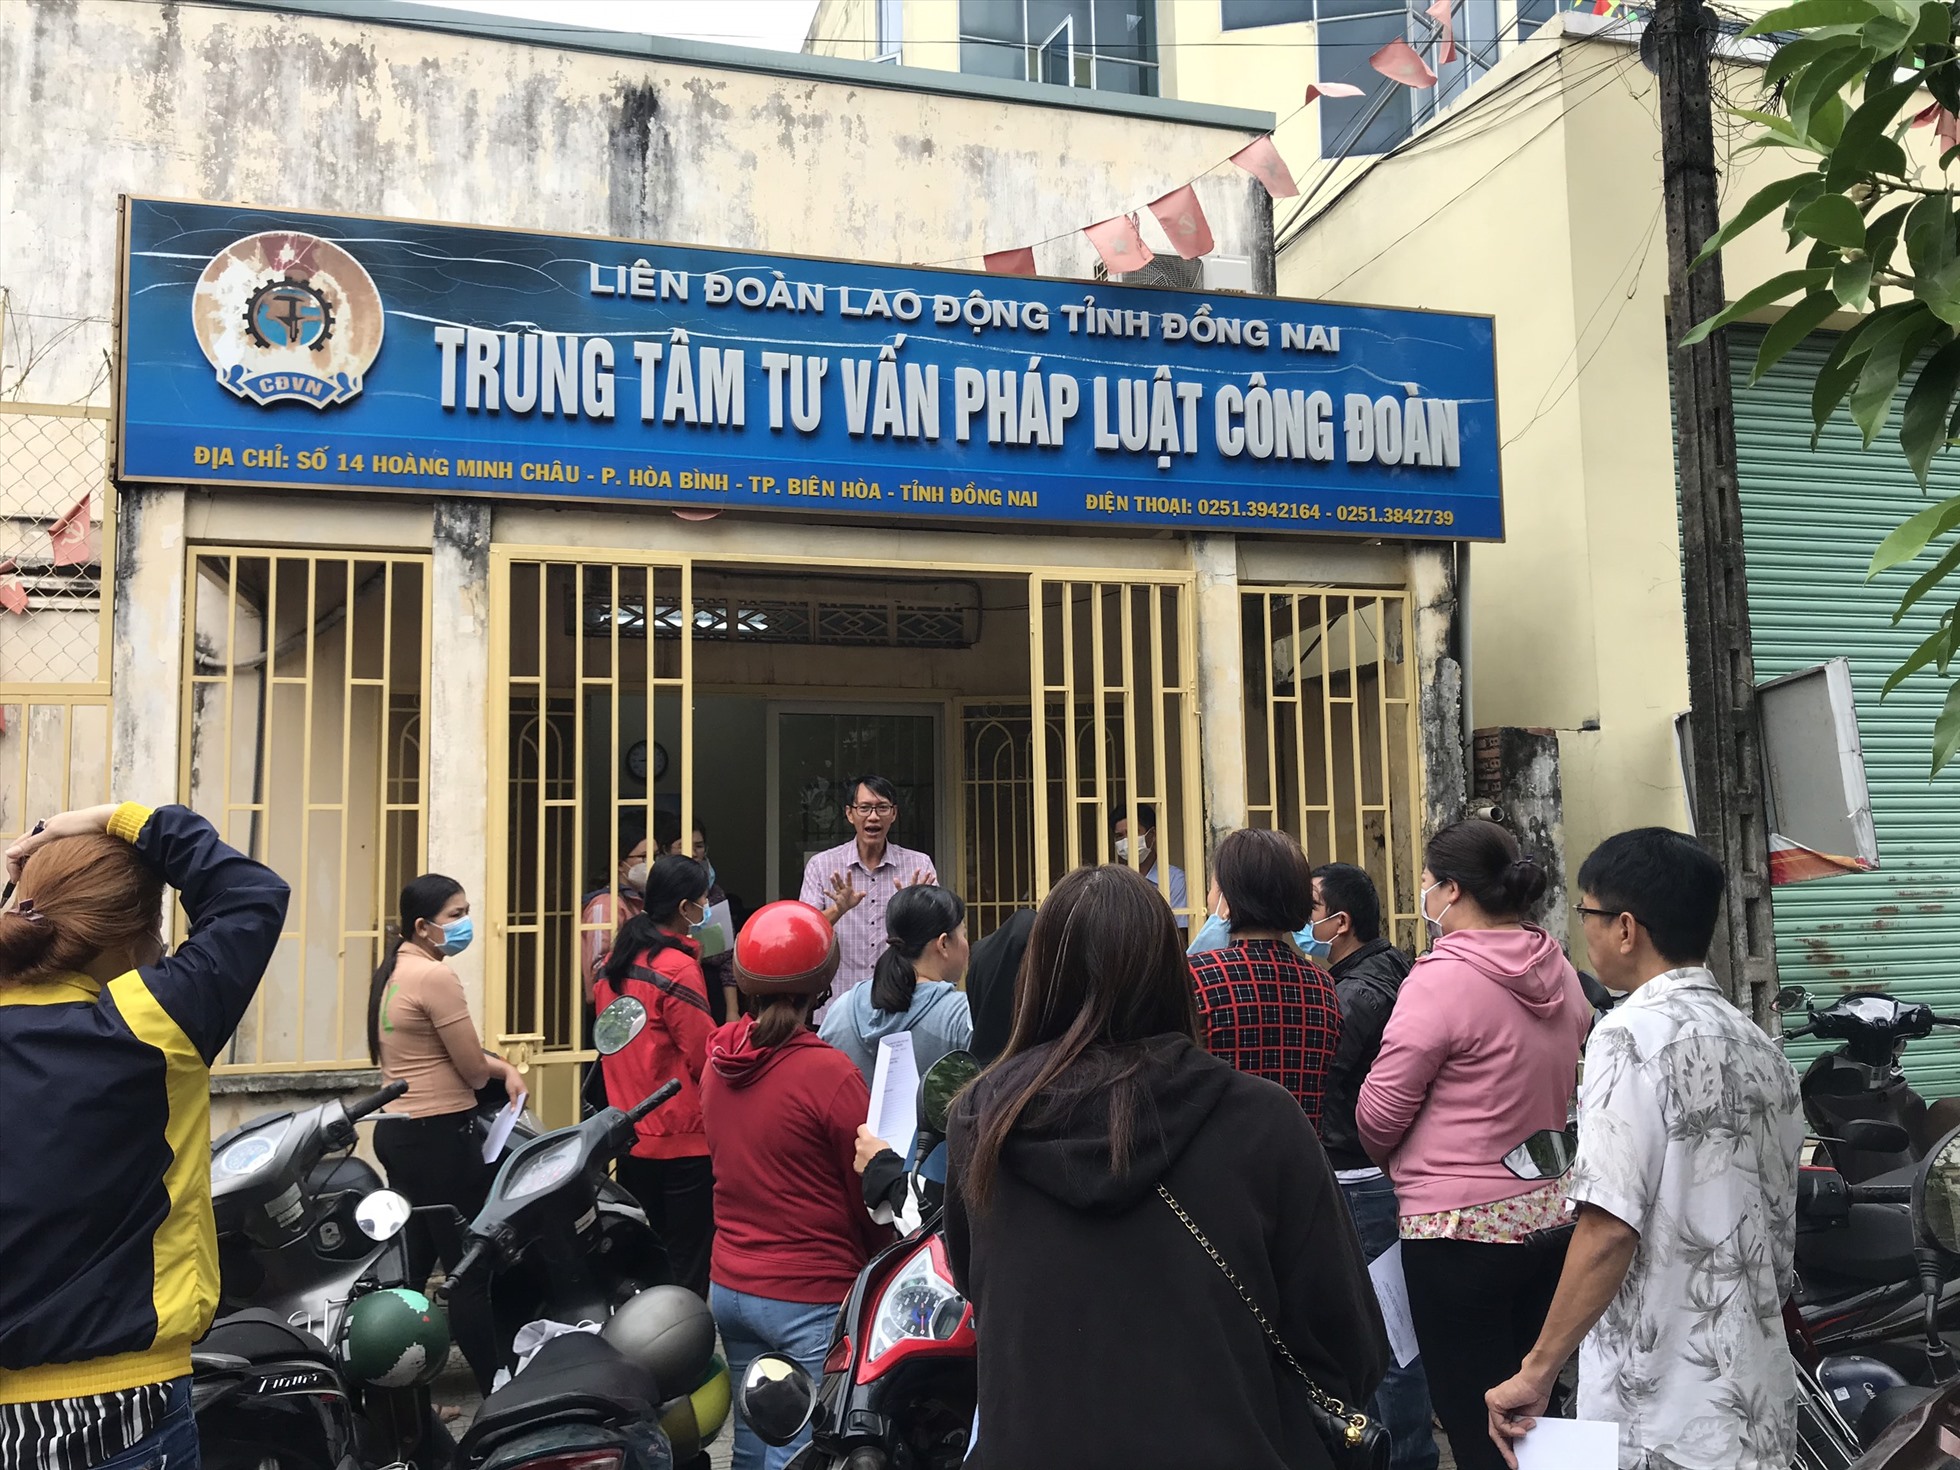 LIÊN ĐOÀN LAO ĐỘNG TỈNH ĐỒNG NAI
TRUNG TÂM TƯ VẤN PHÁP LUẬT CÔNG ĐOÀN
CĐVN
ĐỊA CHỈ: SỐ 14 HOÀNG MINH CHÂU - P. HÒA BÌNH - TP. BIÊN HÒA - TỈNH ĐỒNG NAI ĐIỆN THOẠI: 0251.3942164 - 0251.3842739